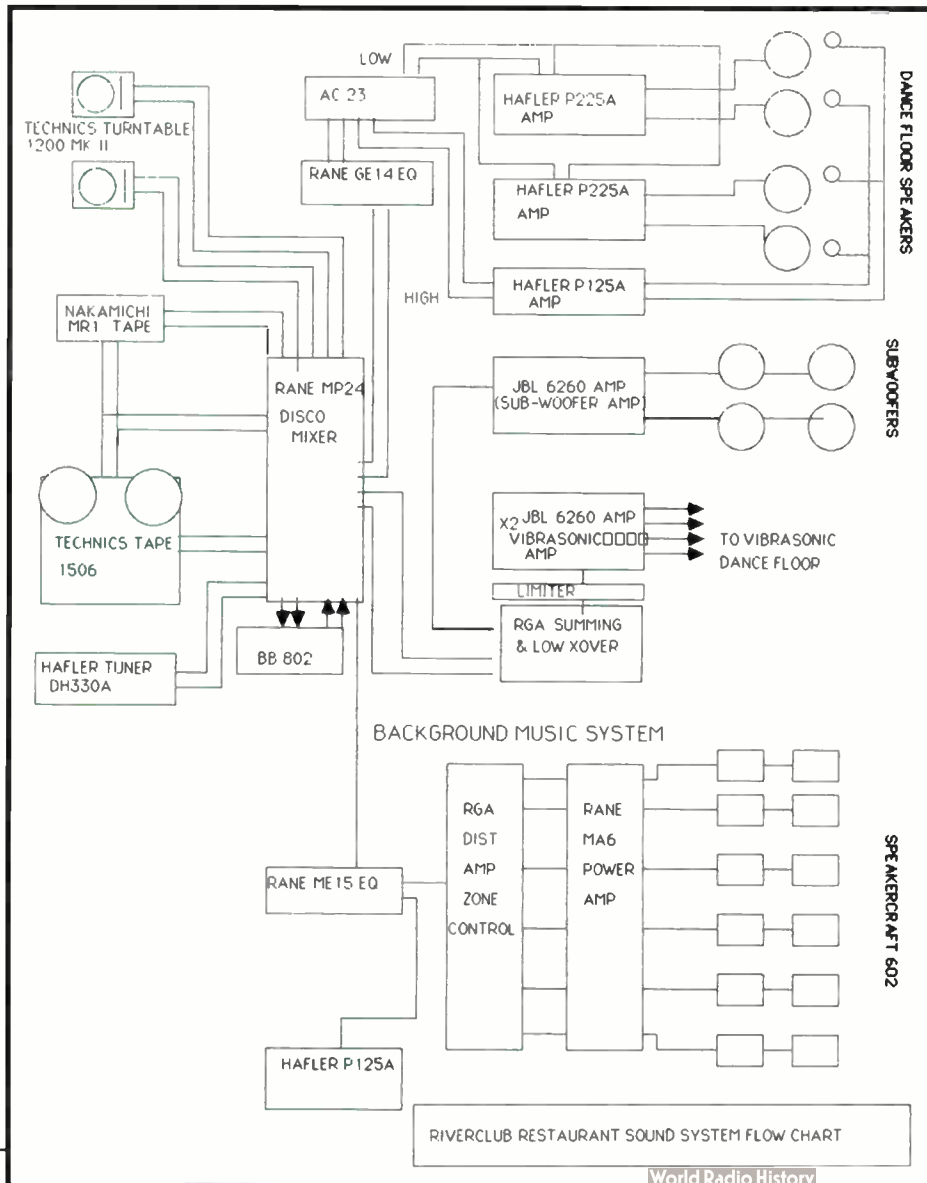 LOW
AC 23
TECHNICS TURNTABLE
1200 MK II
RANE GE14 EQ
HAFLER P225A
AMP
HAFLER P225A
AMP
HIGH
HAFLER P125A
AMP
DANCE FLOOR SPEAKERS
NAKAMICHI
MR1 TAPE
RANE MP24
DISCO
MIXER
JBL 6260 AMP
(SUB-WOOFER AMP)
SUBWOOFERS
TECHNICS TAPE
1506
X2 JBL 6260 AMP
VIBRASONIC
AMP
TO VIBRASONIC
DANCE FLOOR
LIMITER
RGA SUMMING
& LOW XOVER
BB 802
HAFLER TUNER
DH330A
BACKGROUND MUSIC SYSTEM
RGA
DIST
AMP
ZONE
CONTROL
RANE
MA6
POWER
AMP
RANE ME15 EQ
SPEAKERCRAFT 602
HAFLER P125A
RIVERCLUB RESTAURANT SOUND SYSTEM FLOW CHART
World Radio History